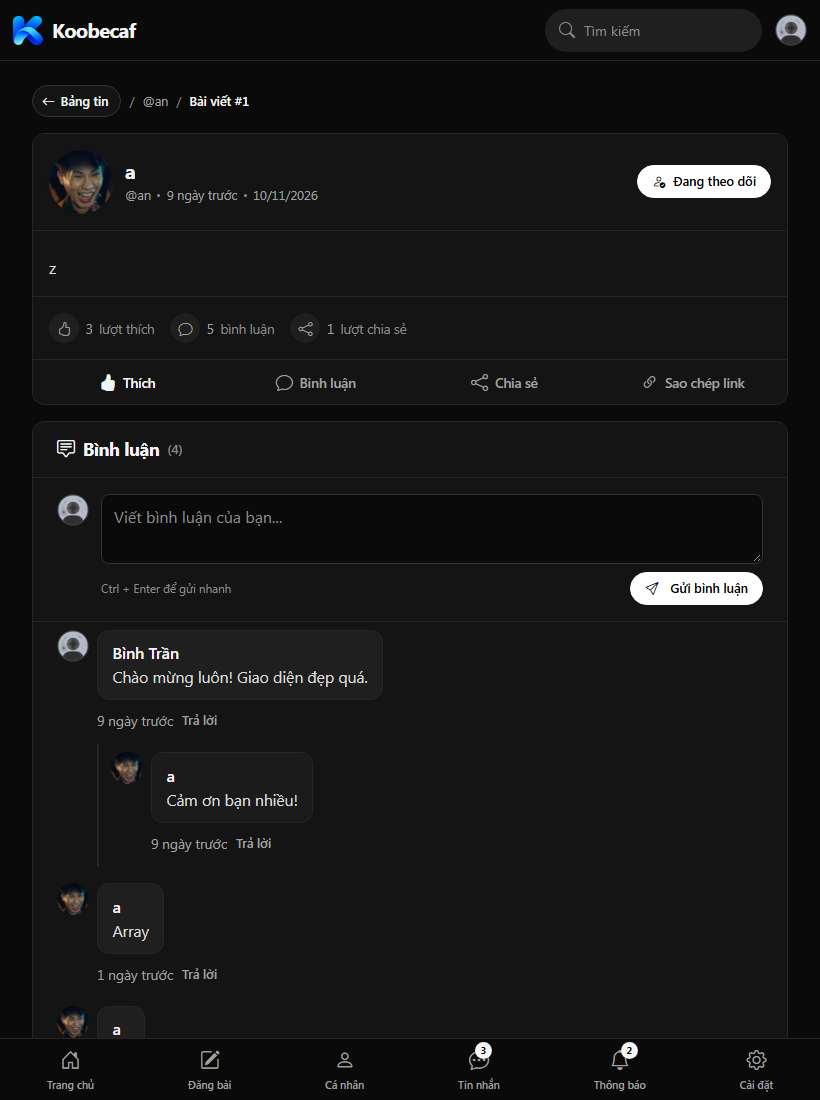 Koobecaf
Tìm kiếm
← Bảng tin / @an / Bài viết #1
a
@an • 9 ngày trước • 10/11/2026
Đang theo dõi
z
3 lượt thích 5 bình luận 1 lượt chia sẻ
Thích Bình luận Chia sẻ Sao chép link
Bình luận (4)
Viết bình luận của bạn...
Ctrl + Enter để gửi nhanh
Gửi bình luận
Bình Trần
Chào mừng luôn! Giao diện đẹp quá.
9 ngày trước Trả lời
a
Cảm ơn bạn nhiều!
9 ngày trước Trả lời
a
Array
1 ngày trước Trả lời
a
3 2
Trang chủ Đăng bài Cá nhân Tin nhắn Thông báo Cài đặt